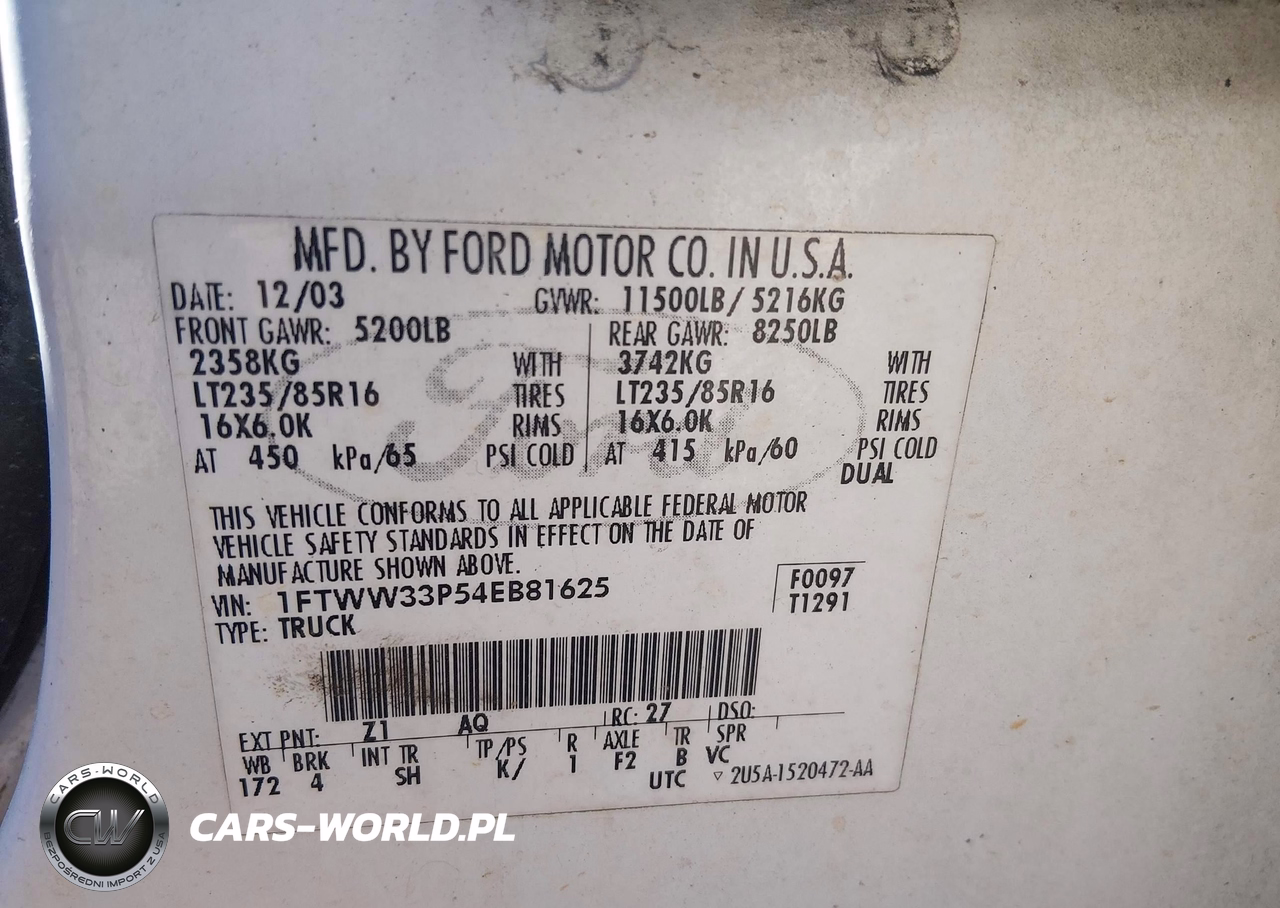 MFD. BY FORD MOTOR CO. IN U.S.A.
DATE: 12/03 GVWR: 11500LB/ 5216KG
FRONT GAWR: 5200LB REAR GAWR: 8250LB
2358KG WITH 3742KG WITH
LT235/85R16 TIRES LT235/85R16 TIRES
16X6.0K RIMS 16X6.0K RIMS
AT 450 kPa/65 PSI COLD AT 415 kPa/60 PSI COLD
DUAL
Ford
THIS VEHICLE CONFORMS TO ALL APPLICABLE FEDERAL MOTOR
VEHICLE SAFETY STANDARDS IN EFFECT ON THE DATE OF
MANUFACTURE SHOWN ABOVE.
VIN: 1FTWW33P54EB81625 F0097
TYPE: TRUCK T1291
EXT PNT: Z1 AQ RC: 27 DSO:
WB BRK INT TR TP/PS R AXLE TR SPR
172 4 SH K/ 1 F2 B VC
UTC ▽ 2U5A-1520472-AA
CARS-WORLD
CW
BEZPOŚREDNI IMPORT Z USA
CARS-WORLD.PL